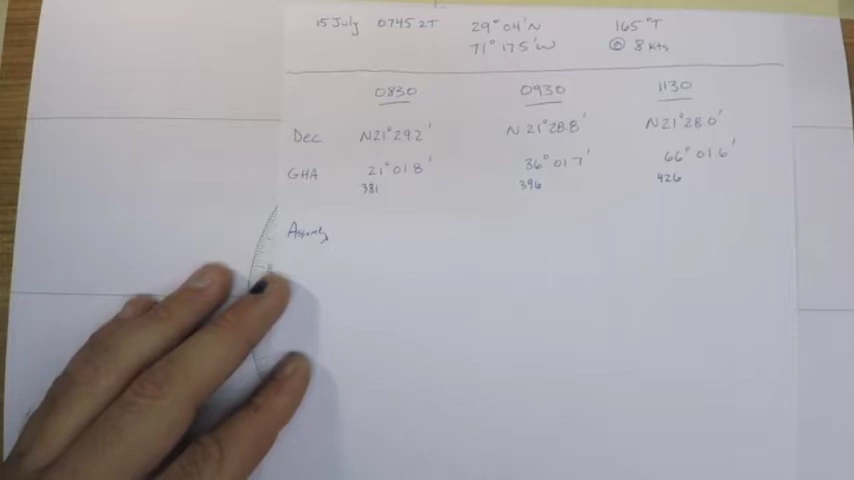 15 July 0745 ZT 29°04'N 165°T
71°17.5'W @ 8 kts
0830 0930 1130
Dec N21°29.2' N 21°28.8' N21°28.0'
GHA 21°01.8' 36°01.7' 66°01.6'
381 396 426